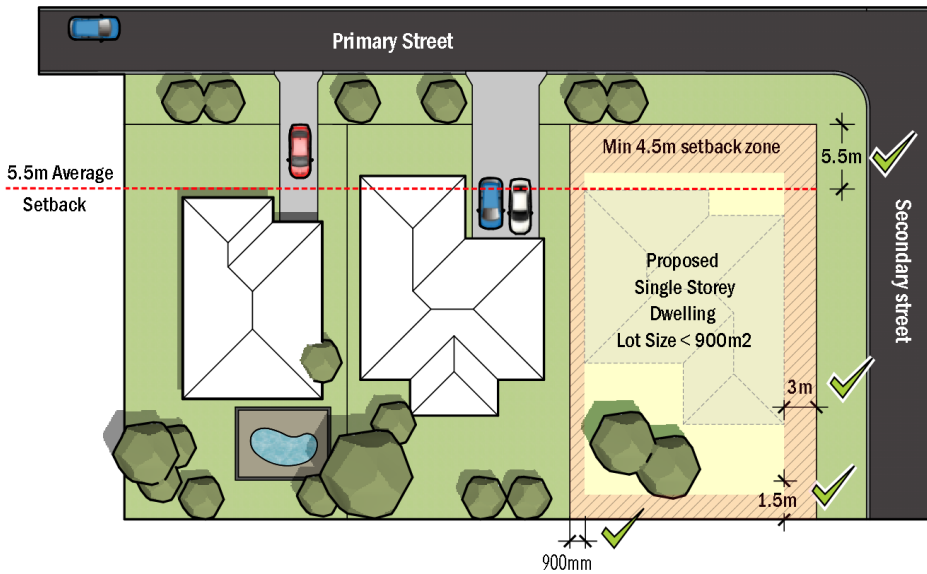 Primary Street
5.5m Average
Setback
Min 4.5m setback zone
5.5m
Secondary street
Proposed
Single Storey
Dwelling
Lot Size < 900m2
3m
1.5m
900mm